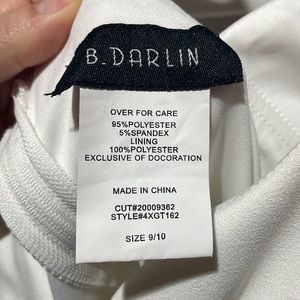 B.DARLIN
OVER FOR CARE
95%POLYESTER
5%SPANDEX
LINING
100%POLYESTER
EXCLUSIVE OF DOCORATION
MADE IN CHINA
CUT#20009362
STYLE#4XGT162
SIZE 9/10